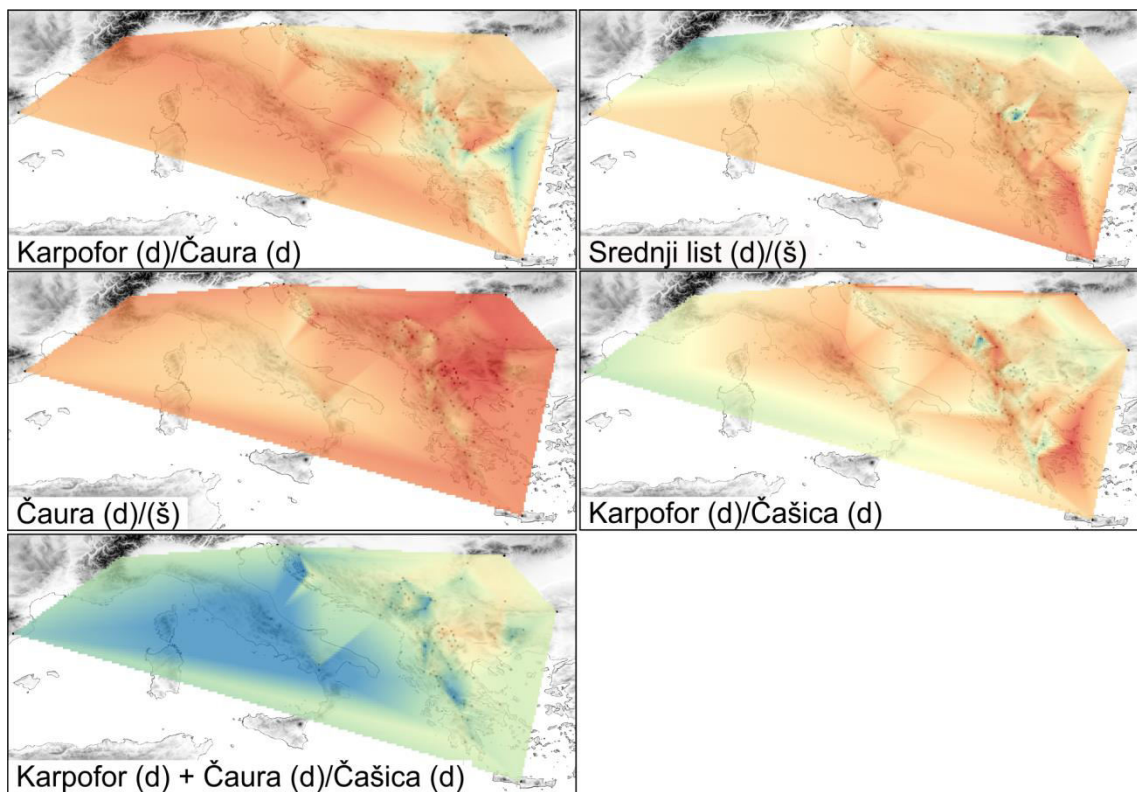 Karpofor (d)/Čaura (d)
Srednji list (d)/(š)
Čaura (d)/(š)
Karpofor (d)/Čašica (d)
Karpofor (d) + Čaura (d)/Čašica (d)